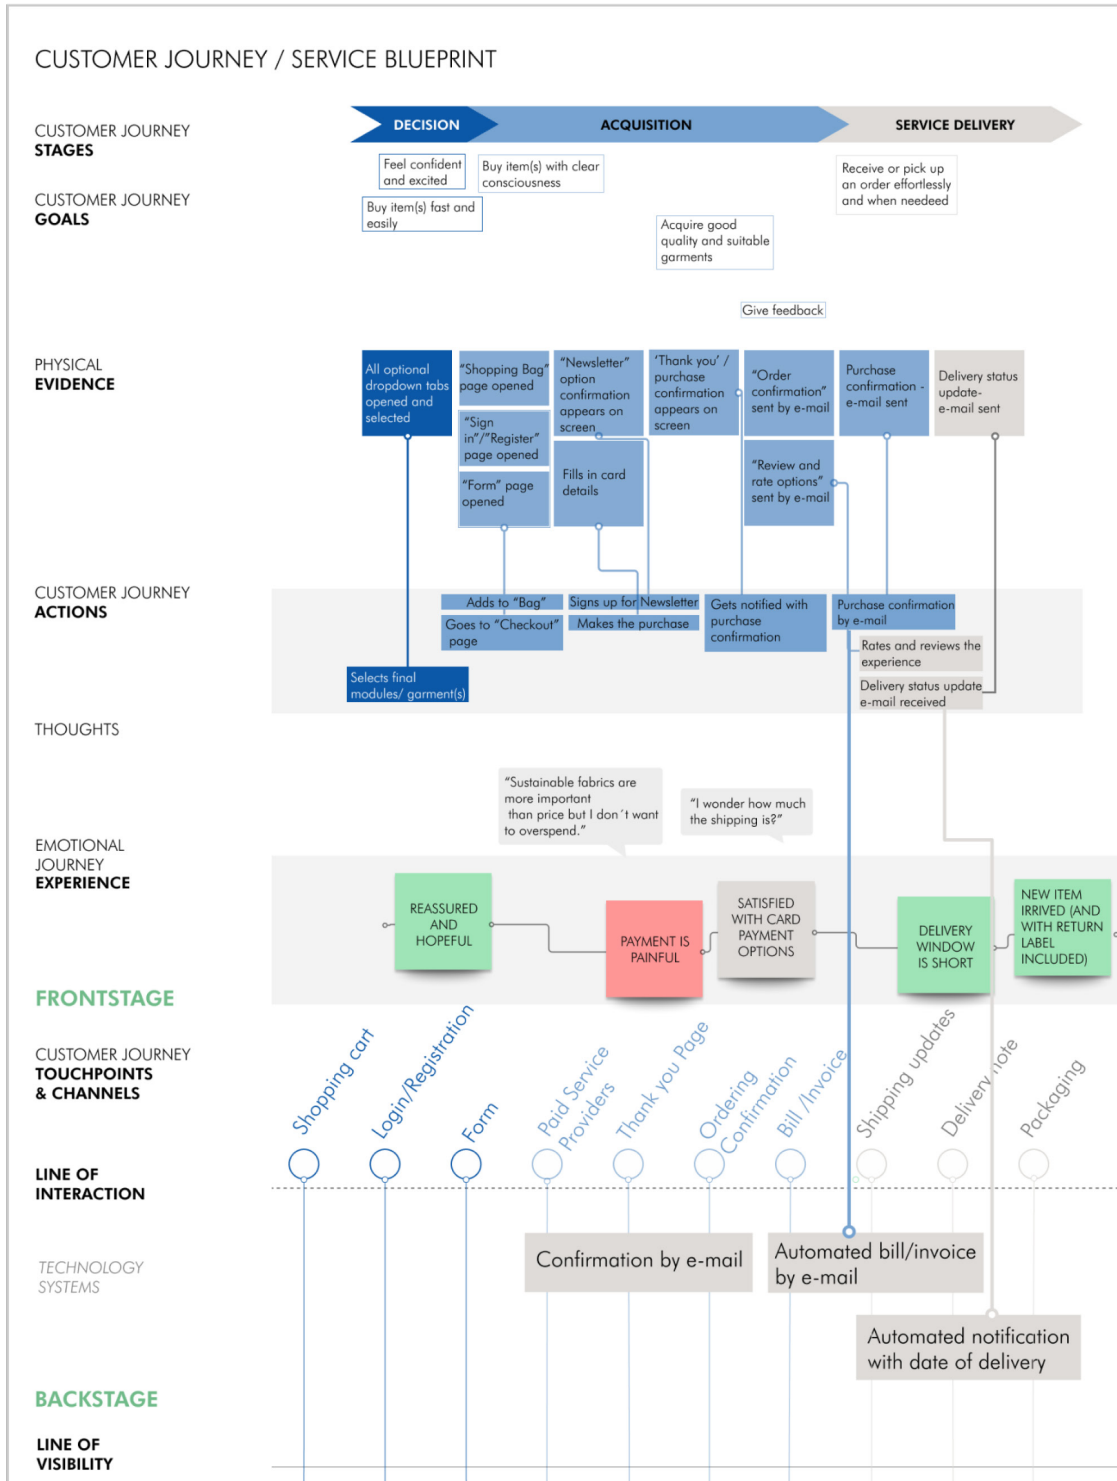 CUSTOMER JOURNEY / SERVICE BLUEPRINT
CUSTOMER JOURNEY
STAGES
DECISION
ACQUISITION
SERVICE DELIVERY
CUSTOMER JOURNEY
GOALS
Feel confident
and excited
Buy item(s) fast and
easily
Buy item(s) with clear
consciousness
Acquire good
quality and suitable
garments
Give feedback
Receive or pick up
an order effortlessly
and when needeed
PHYSICAL
EVIDENCE
All optional
dropdown tabs
opened and
selected
“Shopping Bag”
page opened
“Sign
in”/”Register”
page opened
“Form” page
opened
“Newsletter”
option
confirmation
appears on
screen
Fills in card
details
‘Thank you’ /
purchase
confirmation
appears on
screen
“Order
confirmation”
sent by e-mail
“Review and
rate options”
sent by e-mail
Purchase
confirmation -
e-mail sent
Delivery status
update-
e-mail sent
CUSTOMER JOURNEY
ACTIONS
Selects final
modules/ garment(s)
Adds to “Bag”
Goes to “Checkout”
page
Signs up for Newsletter
Makes the purchase
Gets notified with
purchase
confirmation
Purchase confirmation
by e-mail
Rates and reviews the
experience
Delivery status update
e-mail received
THOUGHTS
“Sustainable fabrics are
more important
than price but I don´t want
to overspend.”
“I wonder how much
the shipping is?”
EMOTIONAL
JOURNEY
EXPERIENCE
REASSURED
AND
HOPEFUL
PAYMENT IS
PAINFUL
SATISFIED
WITH CARD
PAYMENT
OPTIONS
DELIVERY
WINDOW
IS SHORT
NEW ITEM
IRRIVED (AND
WITH RETURN
LABEL
INCLUDED)
FRONTSTAGE
CUSTOMER JOURNEY
TOUCHPOINTS
& CHANNELS
Shopping cart
Login/Registration
Form
Paid Service
Providers
Thank you Page
Ordering
Confirmation
Bill /Invoice
Shipping updates
Delivery note
Packaging
LINE OF
INTERACTION
TECHNOLOGY
SYSTEMS
Confirmation by e-mail
Automated bill/invoice
by e-mail
Automated notification
with date of delivery
BACKSTAGE
LINE OF
VISIBILITY